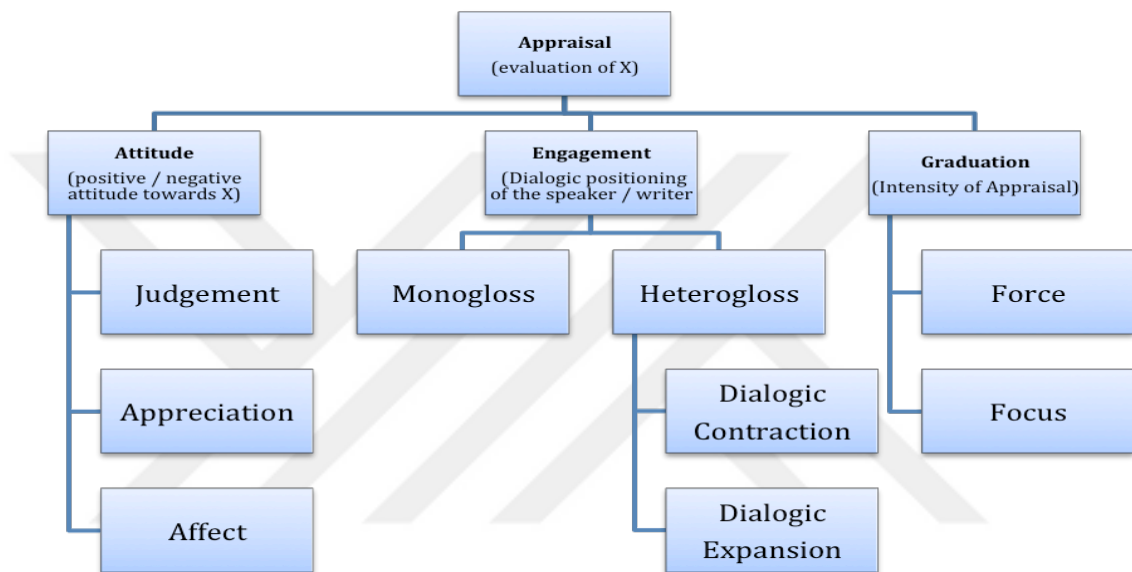 Appraisal
(evaluation of X)
Attitude
(positive / negative
attitude towards X)
Engagement
(Dialogic positioning
of the speaker / writer
Graduation
(Intensity of Appraisal)
Judgement
Monogloss
Heterogloss
Force
Appreciation
Dialogic
Contraction
Focus
Affect
Dialogic
Expansion